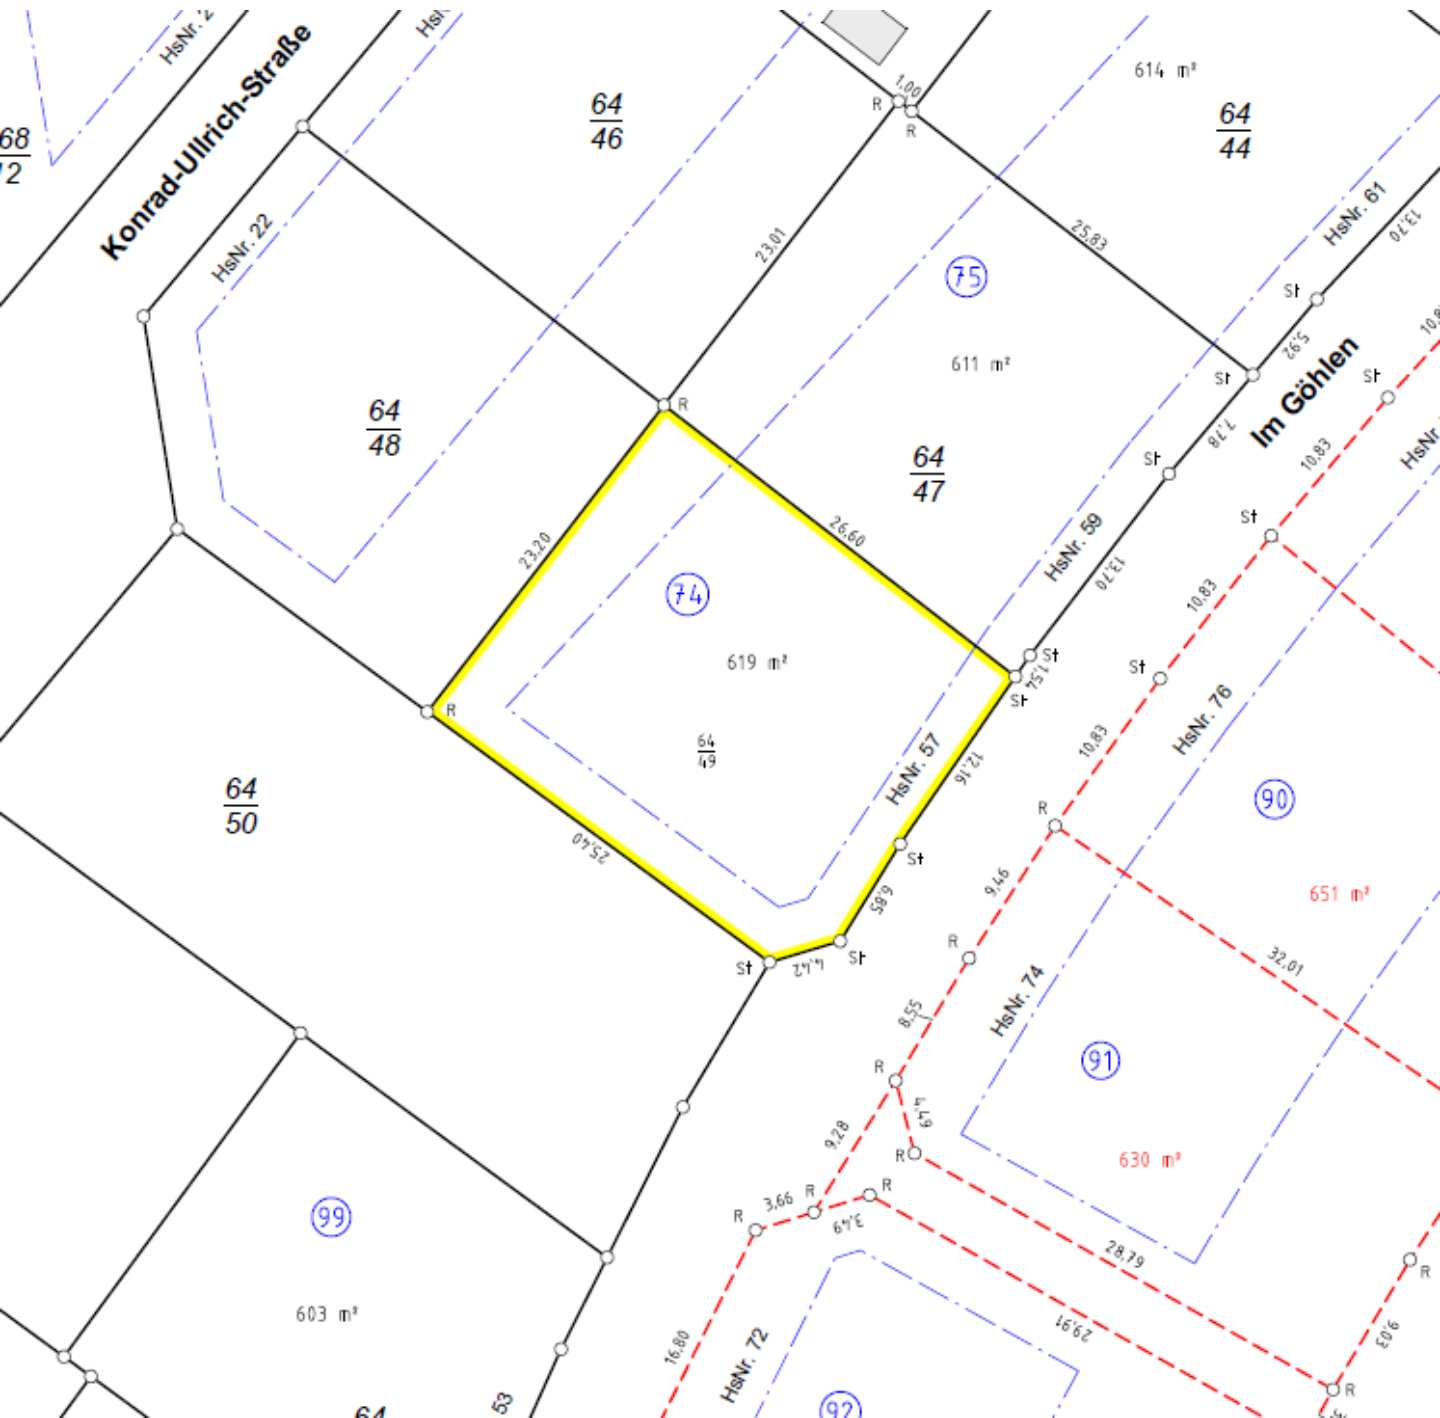 HsNr. 2
Konrad-Ullrich-Straße
68
12
HsNr. 22
64
46
1,00
R
R
614 m²
64
44
HsNr. 61
13,70
25,83
23,01
75
611 m²
St
5,92
St
Im Göhlen
St
10,83
64
48
R
64
47
7,78
St
HsNr. 59
13,70
St
10,83
23,20
26,60
74
619 m²
St
1,54
St
St
10,83
HsNr. 76
R
64
49
HsNr. 57
12,16
64
50
25,40
St
6,85
R
90
651 m²
9,46
St
4,42
St
R
32,01
HsNr. 74
8,55
91
R
4,49
9,28
R
630 m²
R
3,66
R
R
3,49
99
603 m²
28,79
29,91
R
9,03
16,80
HsNr. 72
R
92
53
64